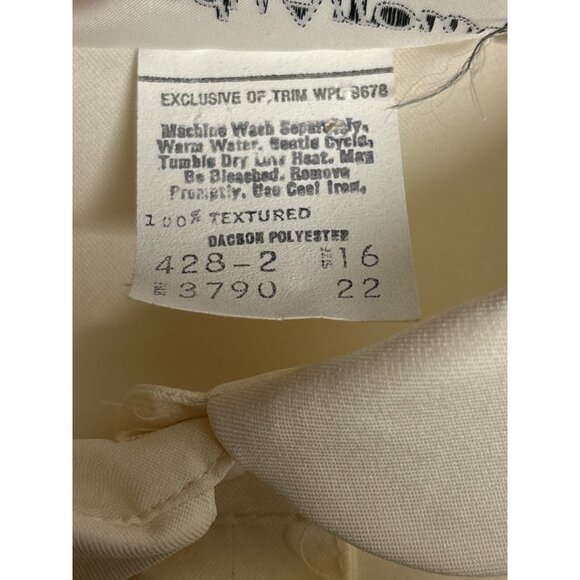 EXCLUSIVE OF TRIM WPL 9678
Machine Wash Separately,
Warm Water. Gentle Cycle,
Tumble Dry Low Heat. May
Be Bleached. Remove
Promptly. Use Cool Iron.
100% TEXTURED
DACRON POLYESTER
428-2 SIZE 16
3790 22